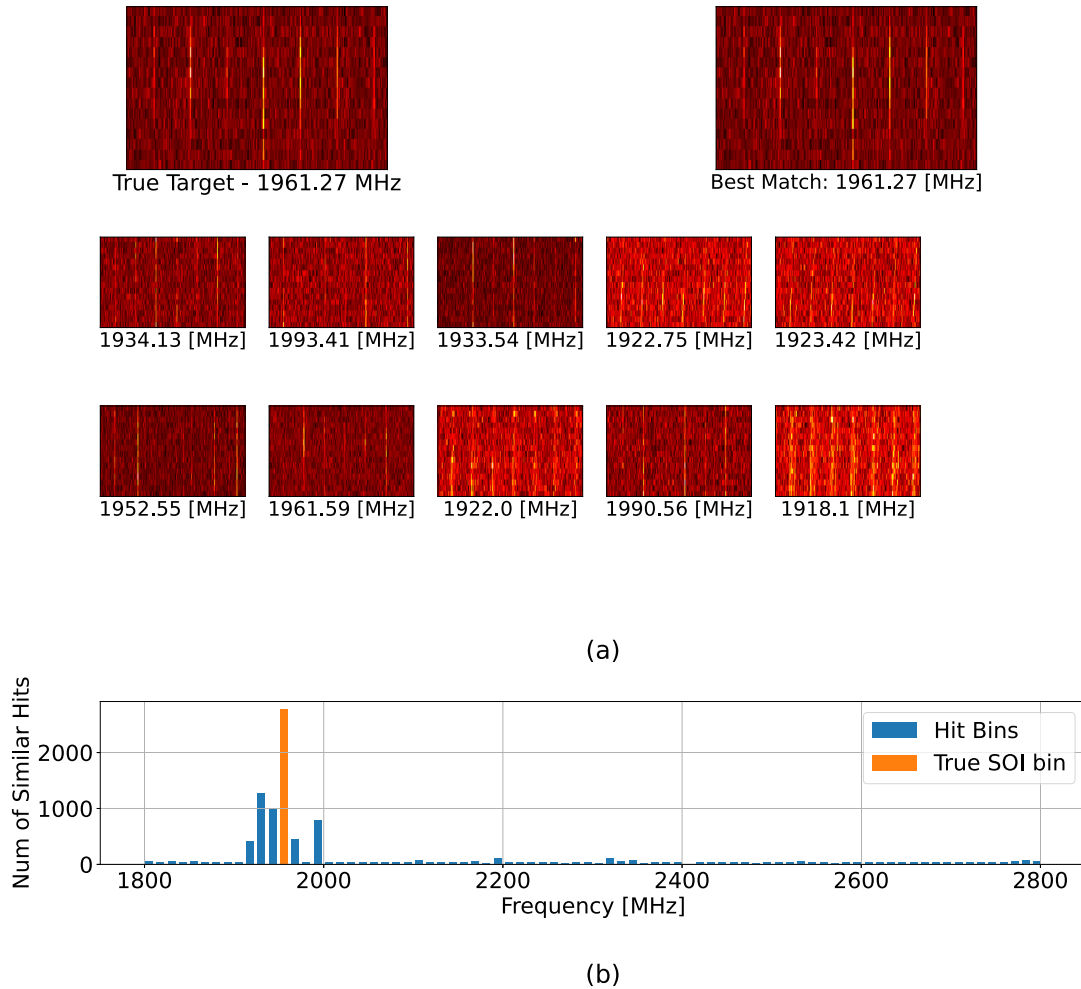 True Target - 1961.27 MHz
Best Match: 1961.27 [MHz]
1934.13 [MHz]
1993.41 [MHz]
1933.54 [MHz]
1922.75 [MHz]
1923.42 [MHz]
1952.55 [MHz]
1961.59 [MHz]
1922.0 [MHz]
1990.56 [MHz]
1918.1 [MHz]
(a)
Num of Similar Hits
2000
1000
0
Hit Bins
True SOI bin
1800
2000
2200
2400
2600
2800
Frequency [MHz]
(b)